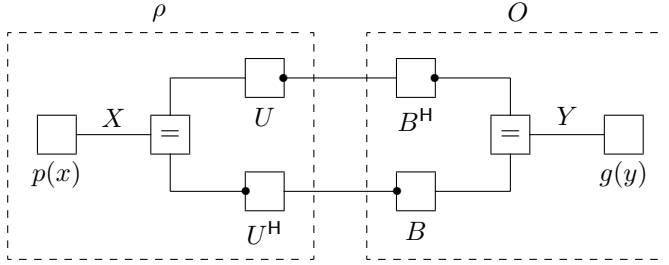 ρ O
U Bᴴ
X = = Y
p(x) g(y)
Uᴴ B